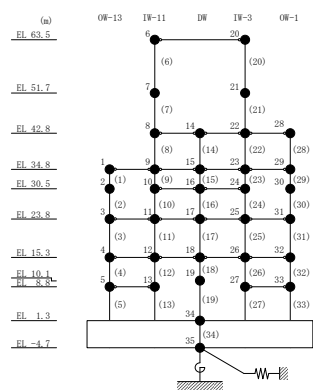 (m) OW-13 IW-11 DW IW-3 OW-1
EL 63.5 6 20
(6) (20)
EL 51.7 7 21
(7) (21)
EL 42.8 8 14 22 28
(8) (14) (22) (28)
EL 34.8 1 9 15 23 29
(1) (9) (15) (23) (29)
EL 30.5 2 10 16 24 30
(2) (10) (16) (24) (30)
EL 23.8 3 11 17 25 31
(3) (11) (17) (25) (31)
EL 15.3 4 12 18 26 32
(4) (12) (18) (26) (32)
EL 10.1 19
EL 8.8 5 13 27 33
(5) (13) (19) (27) (33)
EL 1.3 34
(34)
EL -4.7 35